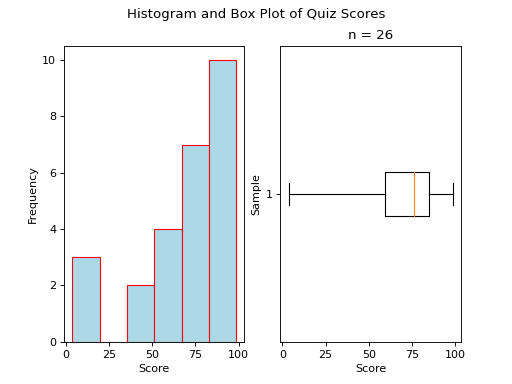 Histogram and Box Plot of Quiz Scores
n = 26
10
8
6
4
2
0
Frequency
0 25 50 75 100
Score
Sample
1
0 25 50 75 100
Score